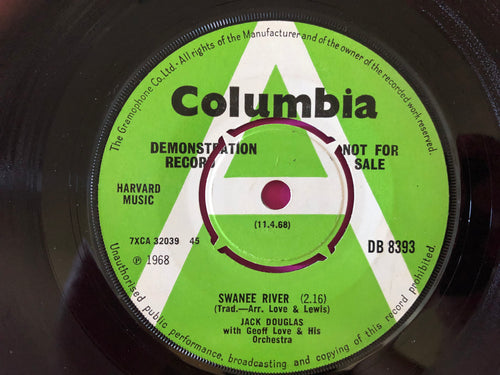 The Gramophone Co. Ltd.-All rights of the Manufacturer and of the owner of the recorded work reserved.
Columbia
DEMONSTRATION RECORD
NOT FOR SALE
HARVARD
MUSIC
(11.4.68)
7XCA 32039 45
℗ 1968
DB 8393
SWANEE RIVER (2.16)
(Trad.—Arr. Love & Lewis)
JACK DOUGLAS
with Geoff Love & His
Orchestra
Unauthorised public performance, broadcasting and copying of this record prohibited.